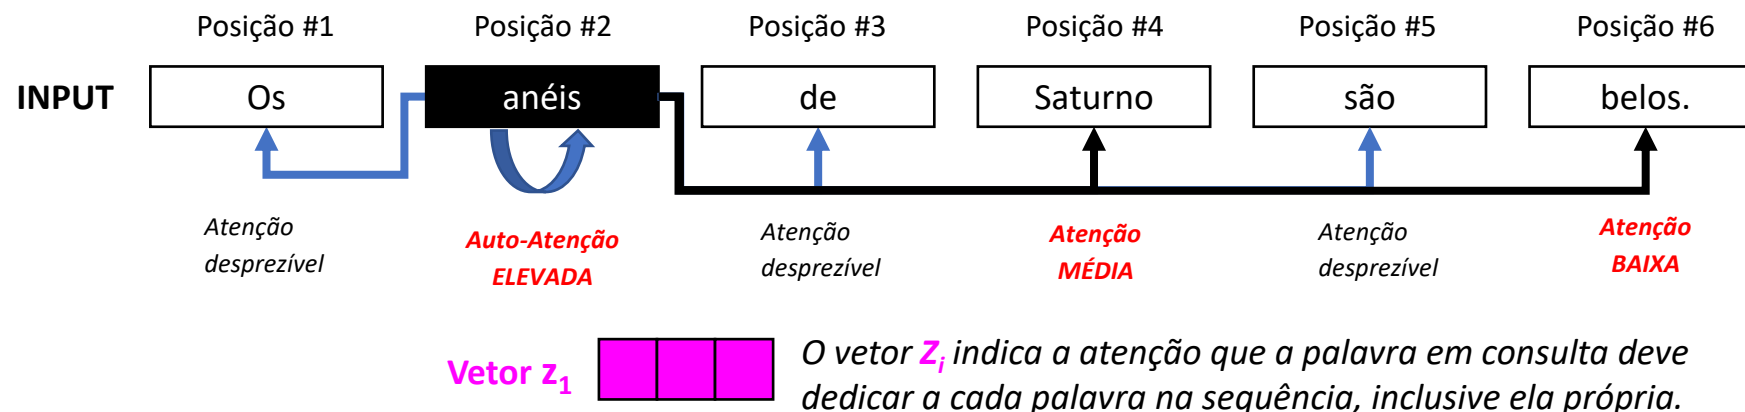 Posição #1 Posição #2 Posição #3 Posição #4 Posição #5 Posição #6
INPUT Os anéis de Saturno são belos.
Atenção desprezível
Auto-Atenção ELEVADA
Atenção desprezível
Atenção MÉDIA
Atenção desprezível
Atenção BAIXA
Vetor z1
O vetor Zi indica a atenção que a palavra em consulta deve
dedicar a cada palavra na sequência, inclusive ela própria.